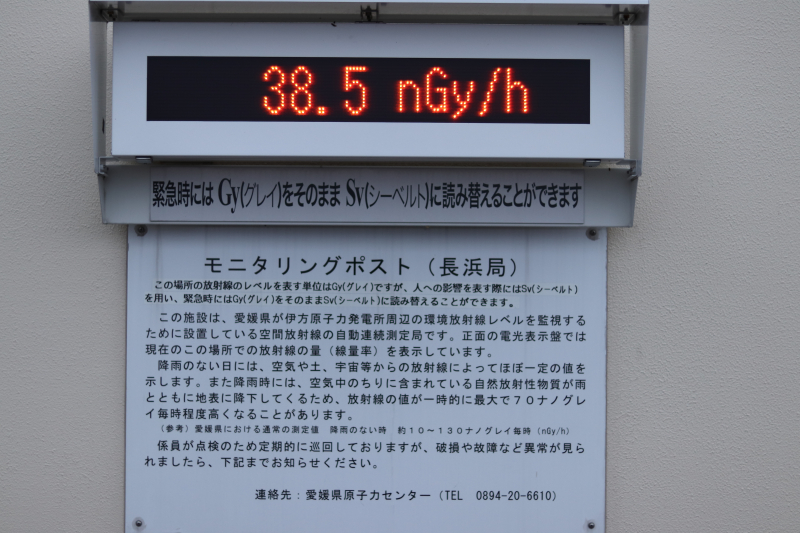 38.5 nGy/h
緊急時には Gy(グレイ)をそのまま Sv(シーベルト)に読み替えることができます
モニタリングポスト（長浜局）
この場所の放射線のレベルを表す単位はGy(グレイ)ですが、人への影響を表す際にはSv(シーベルト)
を用い、緊急時にはGy(グレイ)をそのままSv(シーベルト)に読み替えることができます。
この施設は、愛媛県が伊方原子力発電所周辺の環境放射線レベルを監視する
ために設置している空間放射線の自動連続測定局です。正面の電光表示盤では
現在のこの場所での放射線の量（線量率）を表示しています。
降雨のない日には、空気や土、宇宙等からの放射線によってほぼ一定の値を
示します。また降雨時には、空気中のちりに含まれている自然放射性物質が雨
とともに地表に降下してくるため、放射線の値が一時的に最大で７０ナノグレ
イ毎時程度高くなることがあります。
（参考）愛媛県における通常の測定値　降雨のない時　約１０～１３０ナノグレイ毎時（nGy/h）
係員が点検のため定期的に巡回しておりますが、破損や故障など異常が見ら
れましたら、下記までお知らせください。
連絡先：愛媛県原子力センター（TEL　0894-20-6610）